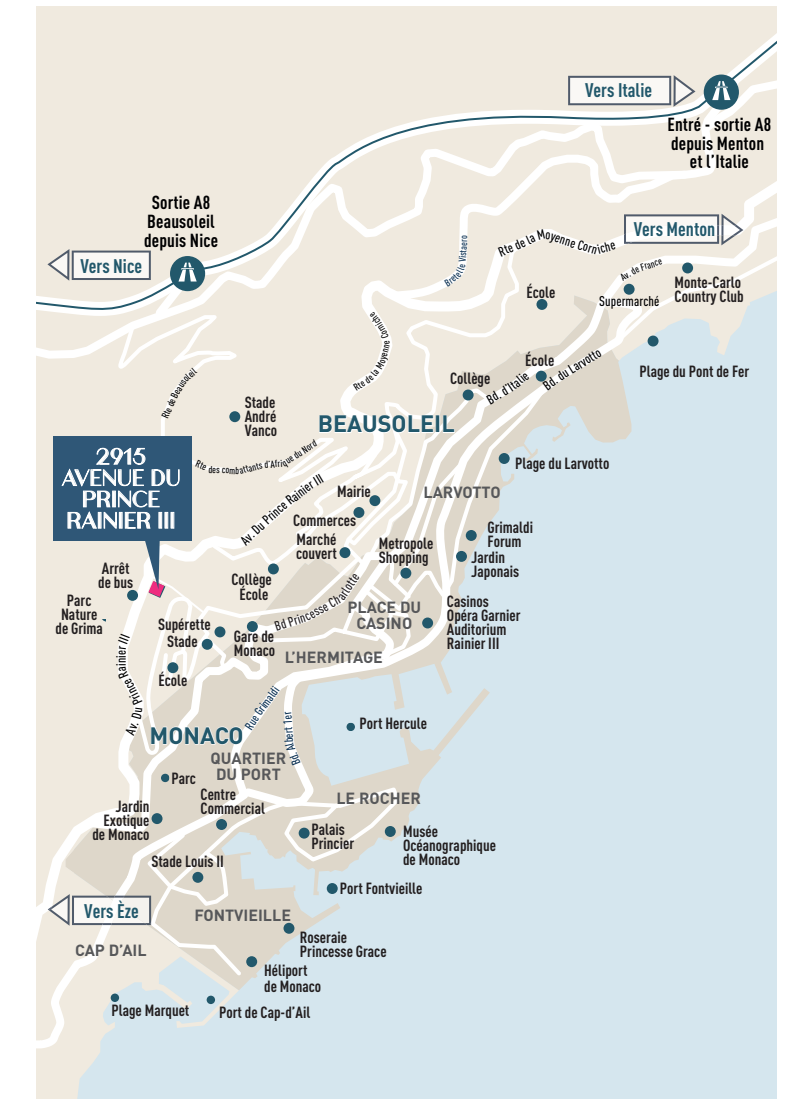 Vers Italie
Entré - sortie A8
depuis Menton
et l'Italie
Sortie A8
Beausoleil
depuis Nice
Vers Nice
Vers Menton
Bretelle Vistaero
Rte de la Moyenne Corniche
Av. de France
Monte-Carlo
Country Club
Supermarché
École
Plage du Pont de Fer
École
Bd. d'Italie
Bd. du Larvotto
Collège
Rte de la Moyenne Corniche
Rte de Beausoleil
Stade
André
Vanco
BEAUSOLEIL
Rte des combattants d'Afrique du Nord
2915
AVENUE DU
PRINCE
RAINIER III
Plage du Larvotto
LARVOTTO
Av. Du Prince Rainier III
Mairie
Commerces
Marché
couvert
Metropole
Shopping
Grimaldi
Forum
Jardin
Japonais
Arrêt
de bus
Parc
Nature
de Grima
Collège
École
Bd Princesse Charlotte
PLACE DU
CASINO
Casinos
Opéra Garnier
Auditorium
Rainier III
Supérette
Stade
Gare de
Monaco
L'HERMITAGE
École
Av. Du Prince Rainier III
Rue Grimaldi
Bd. Albert 1er
Port Hercule
MONACO
QUARTIER
DU PORT
Parc
Centre
Commercial
LE ROCHER
Jardin
Exotique
de Monaco
Palais
Princier
Musée
Océanographique
de Monaco
Stade Louis II
Port Fontvieille
Vers Èze
FONTVIEILLE
CAP D'AIL
Roseraie
Princesse Grace
Héliport
de Monaco
Plage Marquet
Port de Cap-d'Ail